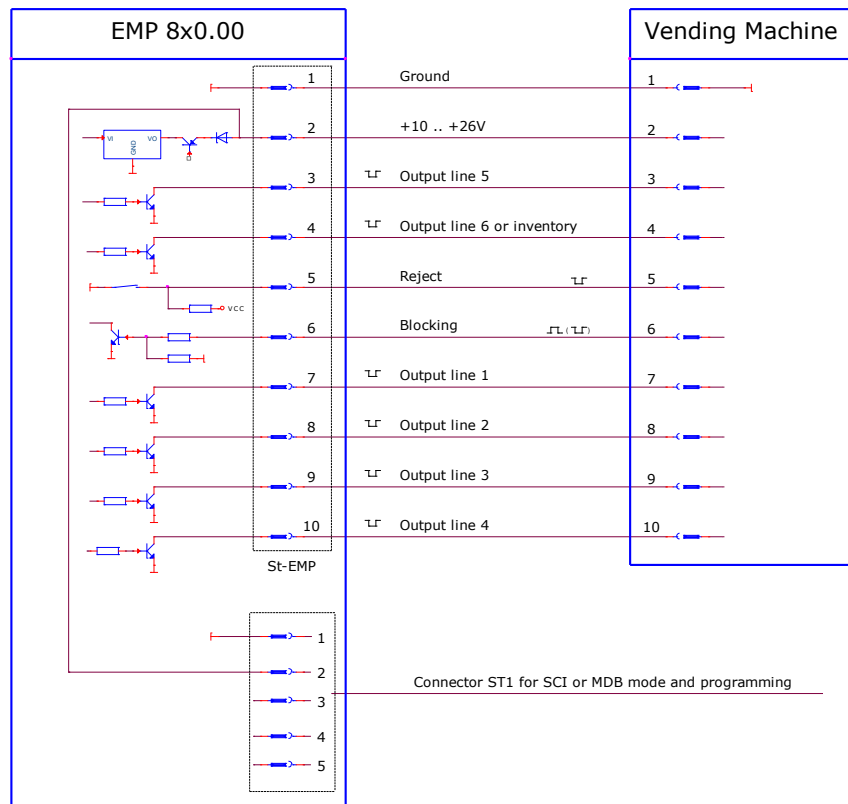 EMP 8x0.00
Vending Machine
1 Ground 1
2 +10 .. +26V 2
VI VO
GND
3 Output line 5 3
4 Output line 6 or inventory 4
5 Reject 5
VCC
6 Blocking ( ) 6
7 Output line 1 7
8 Output line 2 8
9 Output line 3 9
10 Output line 4 10
St-EMP
1
2
Connector ST1 for SCI or MDB mode and programming
3
4
5